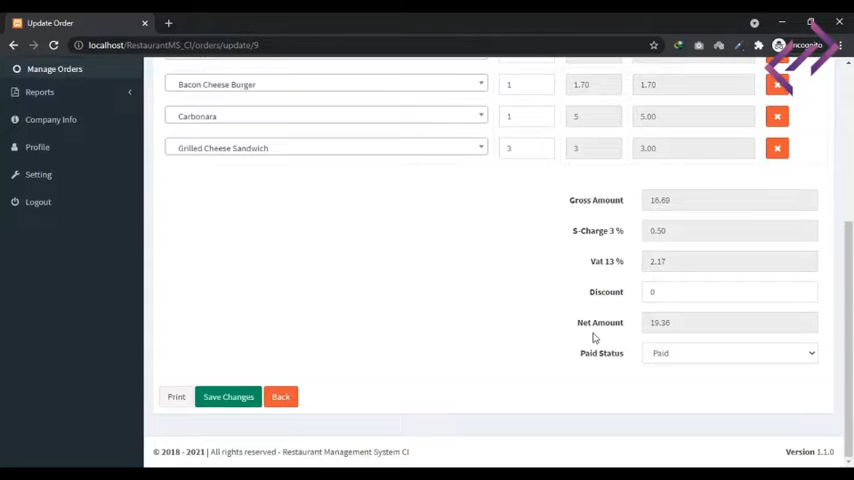 Update Order
localhost/RestaurantMS_CI/orders/update/9
Incognito
Manage Orders
Reports
Company Info
Profile
Setting
Logout
Bacon Cheese Burger 1 1.70 1.70
Carbonara 1 5 5.00
Grilled Cheese Sandwich 3 3 3.00
Gross Amount 16.69
S-Charge 3 % 0.50
Vat 13 % 2.17
Discount 0
Net Amount 19.36
Paid Status Paid
Print Save Changes Back
© 2018 - 2021 | All rights reserved - Restaurant Management System CI
Version 1.1.0